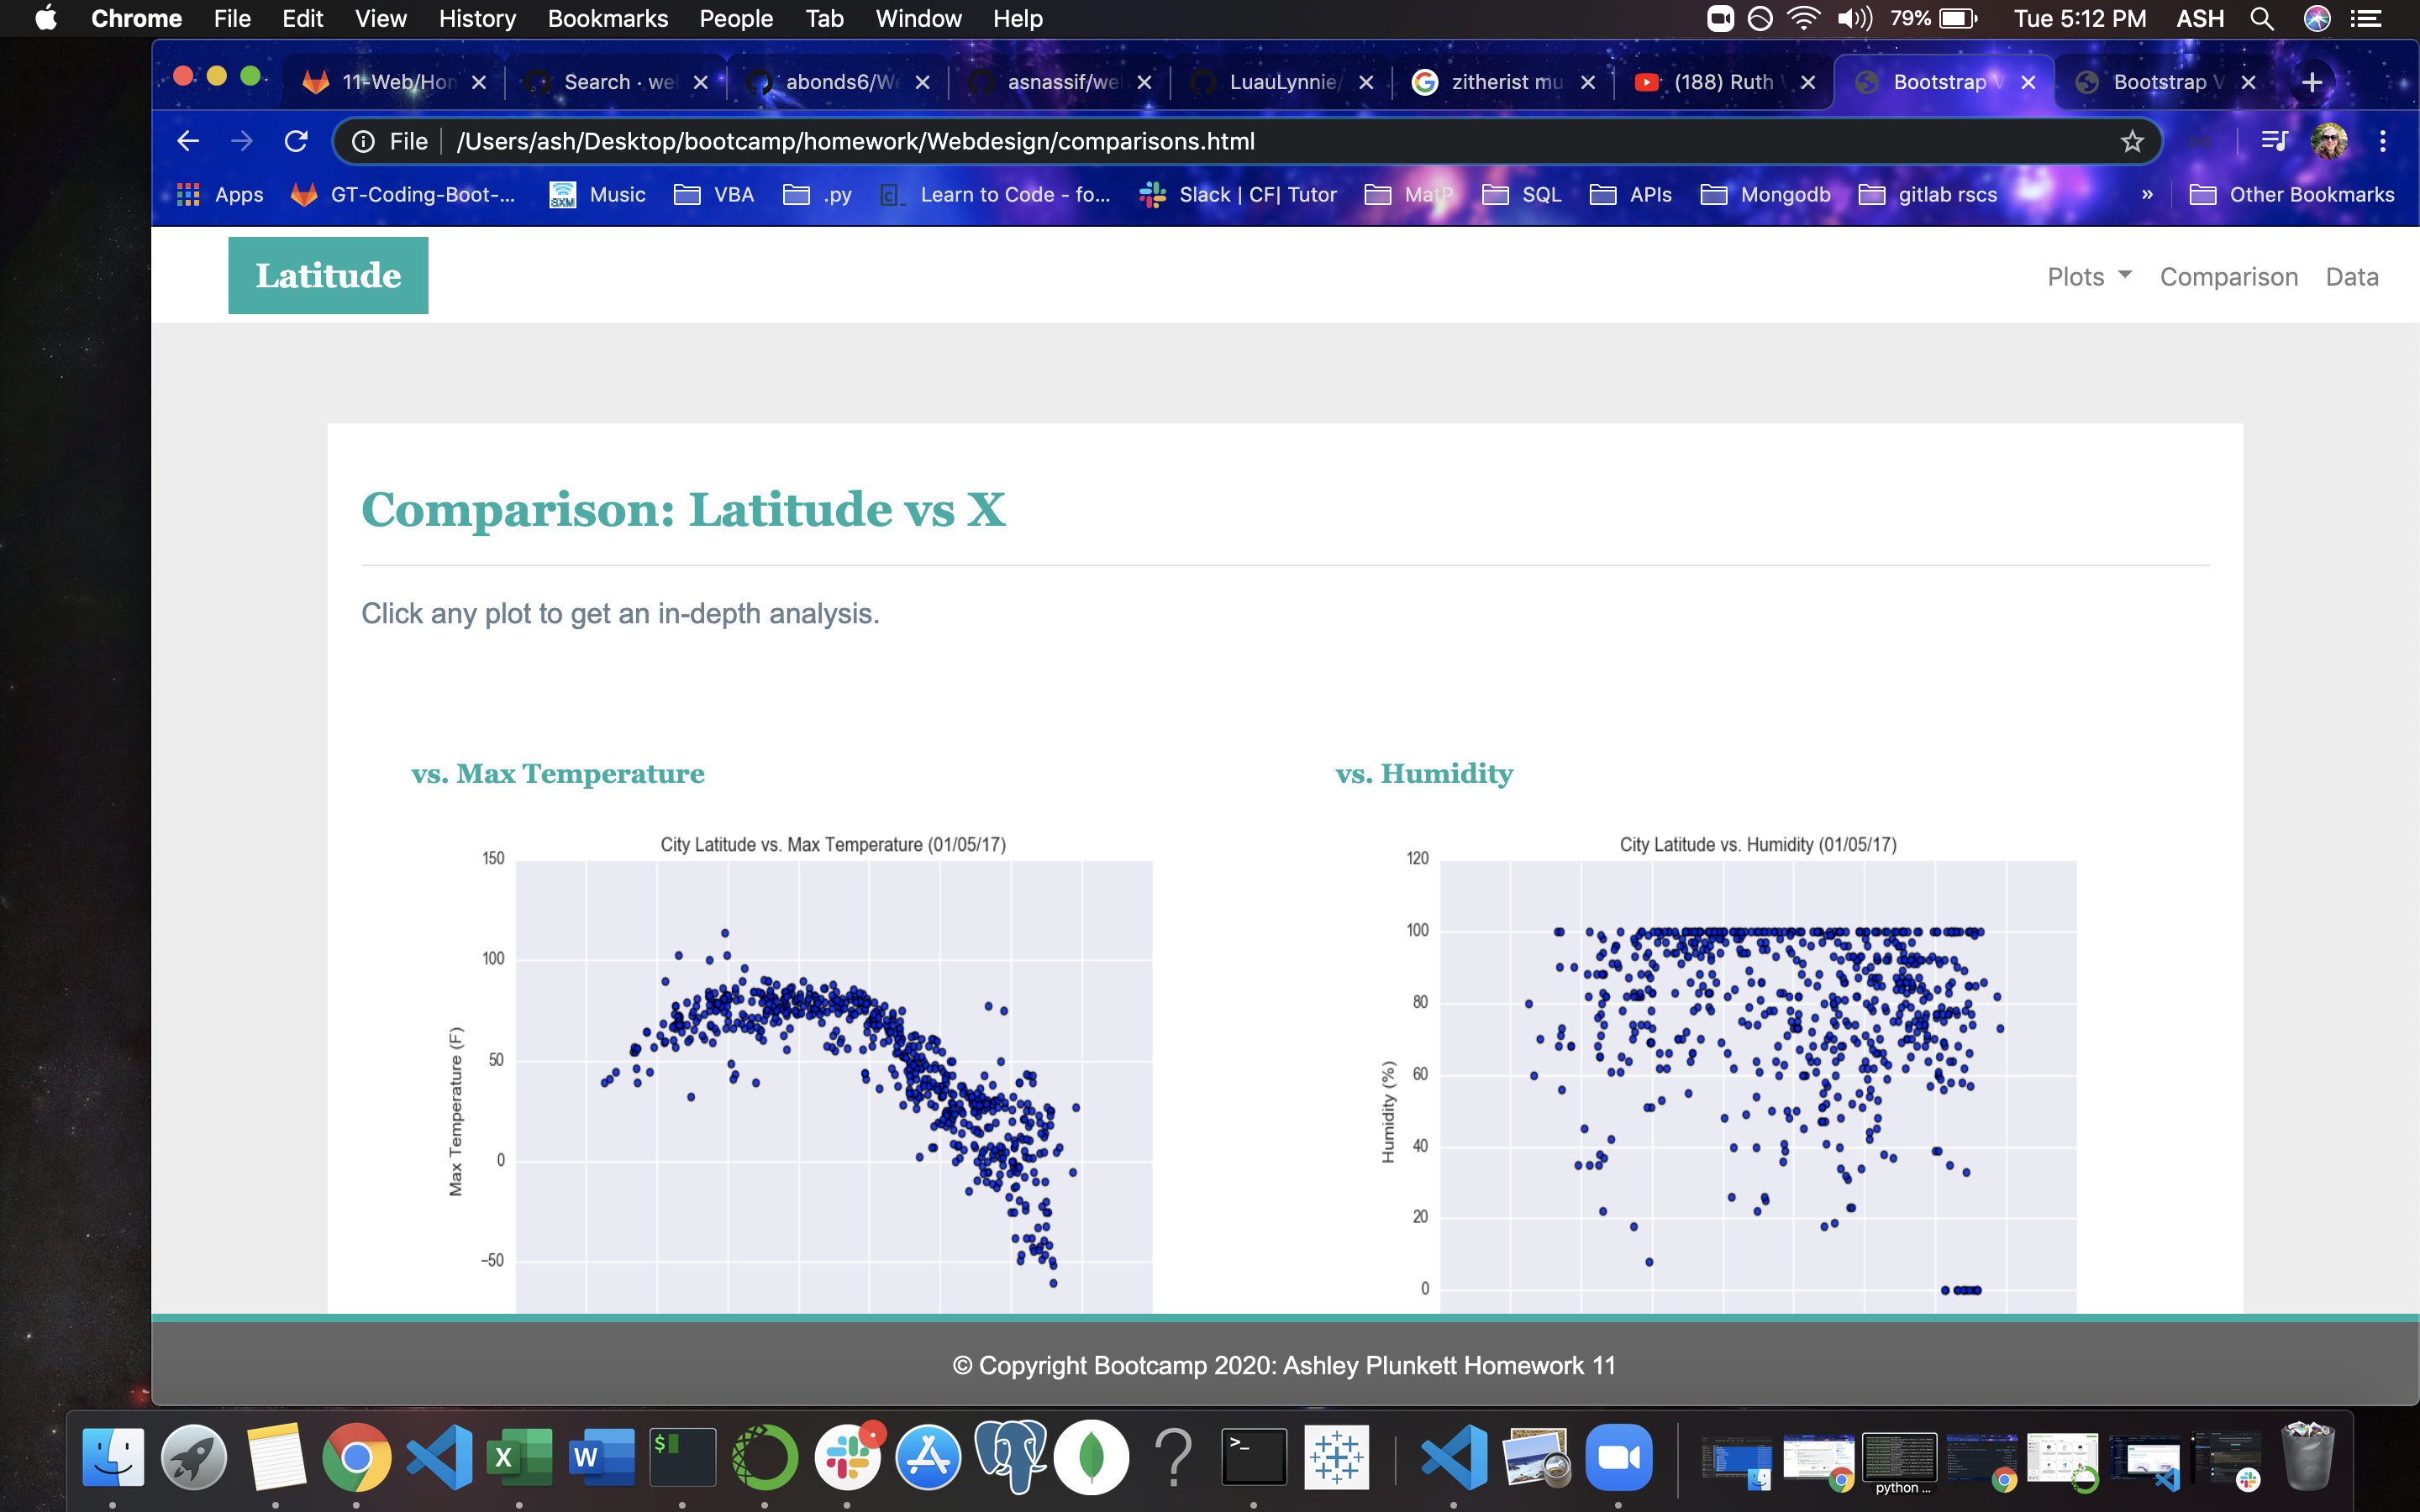 Chrome File Edit View History Bookmarks People Tab Window Help 79% Tue 5:12 PM ASH
11-Web/Hon Search · we abonds6/We asnassif/we LuauLynnie/ zitherist mu (188) Ruth Bootstrap V Bootstrap V
File /Users/ash/Desktop/bootcamp/homework/Webdesign/comparisons.html
Apps GT-Coding-Boot-... SXM Music VBA .py Learn to Code - fo... Slack | CF| Tutor MatP SQL APIs Mongodb gitlab rscs » Other Bookmarks
Latitude
Plots Comparison Data
Comparison: Latitude vs X
Click any plot to get an in-depth analysis.
vs. Max Temperature
City Latitude vs. Max Temperature (01/05/17)
150
100
50
0
−50
Max Temperature (F)
vs. Humidity
City Latitude vs. Humidity (01/05/17)
120
100
80
60
40
20
0
Humidity (%)
© Copyright Bootcamp 2020: Ashley Plunkett Homework 11
X W $ ? >_
python ...